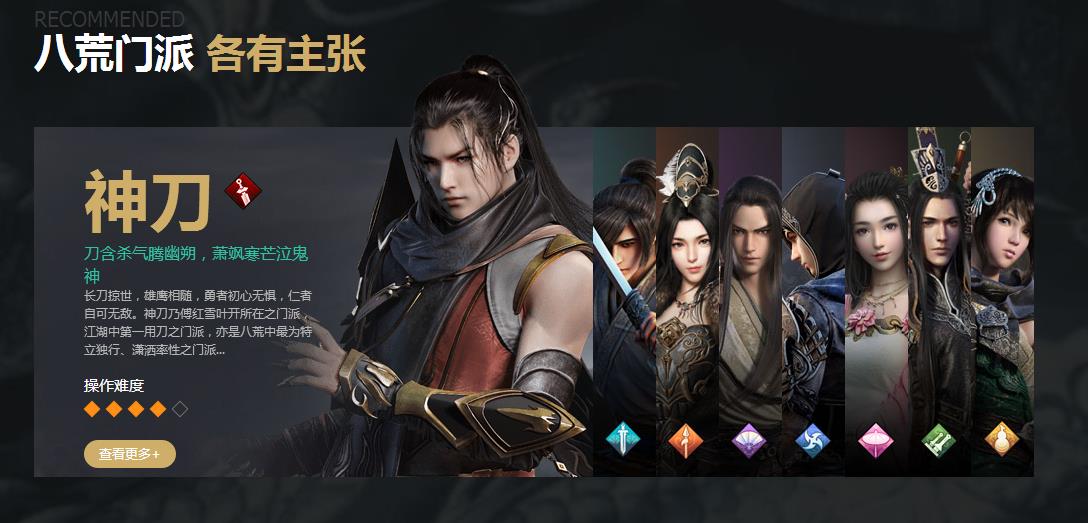 RECOMMENDED
八荒门派 各有主张
神刀
刀含杀气腾幽朔，萧飒寒芒泣鬼
神
长刀掠世，雄鹰相随，勇者初心无惧，仁者
自可无敌。神刀乃傅红雪叶开所在之门派，
江湖中第一用刀之门派，亦是八荒中最为特
立独行、潇洒率性之门派...
操作难度
查看更多+